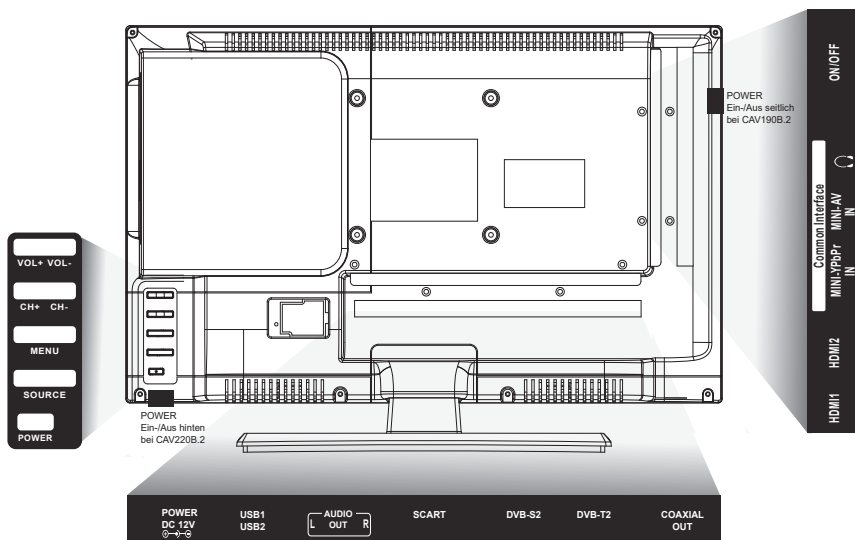 ON/OFF
POWER
Ein-/Aus seitlich
bei CAV190B.2
Common Interface
MINI-AV
IN
MINI-YPbPr
IN
HDMI2
HDMI1
VOL+ VOL-
CH+ CH-
MENU
SOURCE
POWER
POWER
Ein-/Aus hinten
bei CAV220B.2
POWER
DC 12V
USB1
USB2
AUDIO
L OUT R
SCART
DVB-S2
DVB-T2
COAXIAL
OUT